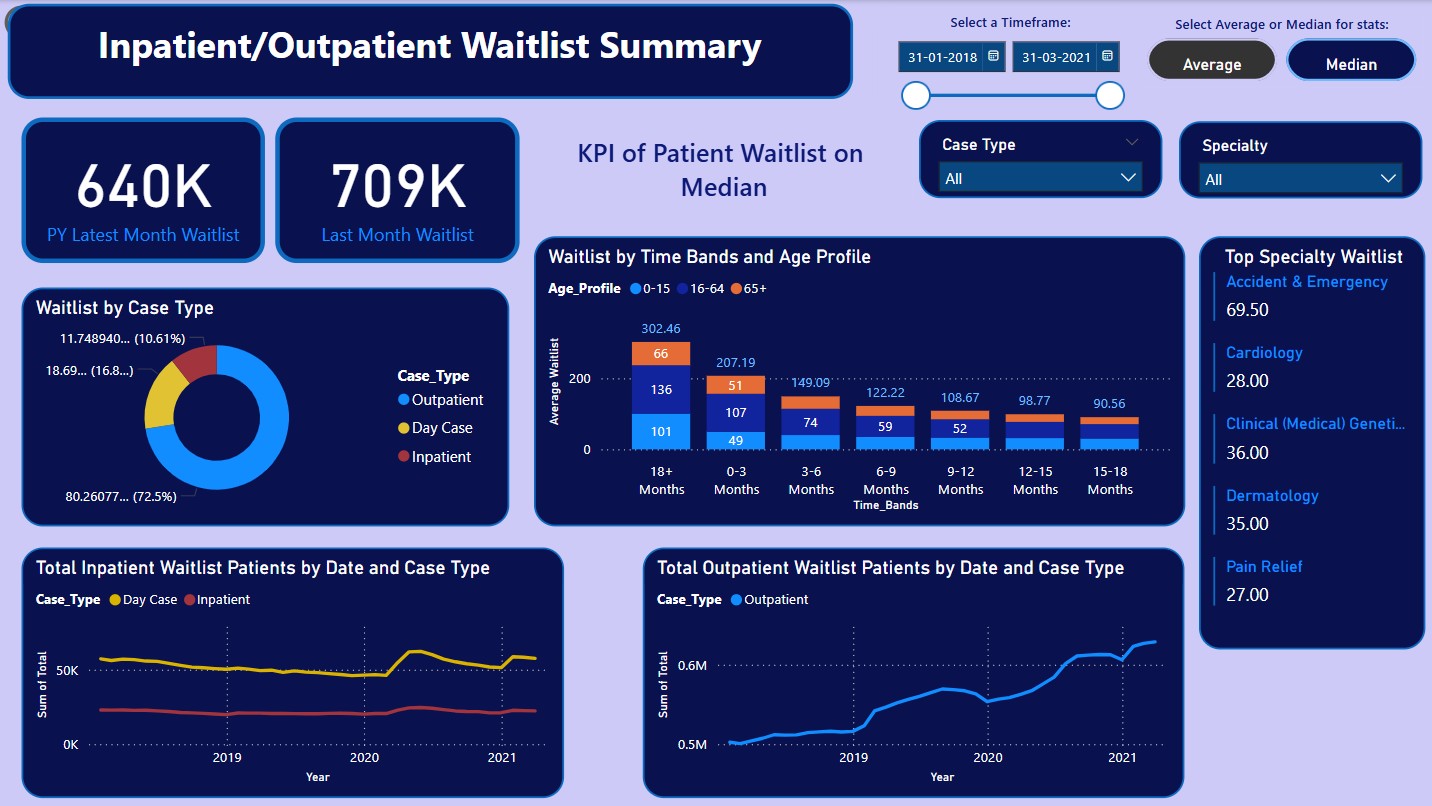 Inpatient/Outpatient Waitlist Summary
Select a Timeframe:
31-01-2018
31-03-2021
Select Average or Median for stats:
Average
Median
640K
PY Latest Month Waitlist
709K
Last Month Waitlist
KPI of Patient Waitlist on
Median
Case Type
All
Specialty
All
Waitlist by Case Type
11.748940... (10.61%)
18.69... (16.8...)
80.26077... (72.5%)
Case_Type
Outpatient
Day Case
Inpatient
Waitlist by Time Bands and Age Profile
Age_Profile 0-15 16-64 65+
Average Waitlist
200
0
302.46
66
136
101
207.19
51
107
49
149.09
74
122.22
59
108.67
52
98.77
90.56
18+
Months
0-3
Months
3-6
Months
6-9
Months
9-12
Months
12-15
Months
15-18
Months
Time_Bands
Top Specialty Waitlist
Accident & Emergency
69.50
Cardiology
28.00
Clinical (Medical) Geneti...
36.00
Dermatology
35.00
Pain Relief
27.00
Total Inpatient Waitlist Patients by Date and Case Type
Case_Type Day Case Inpatient
Sum of Total
50K
0K
2019
2020
2021
Year
Total Outpatient Waitlist Patients by Date and Case Type
Case_Type Outpatient
Sum of Total
0.6M
0.5M
2019
2020
2021
Year